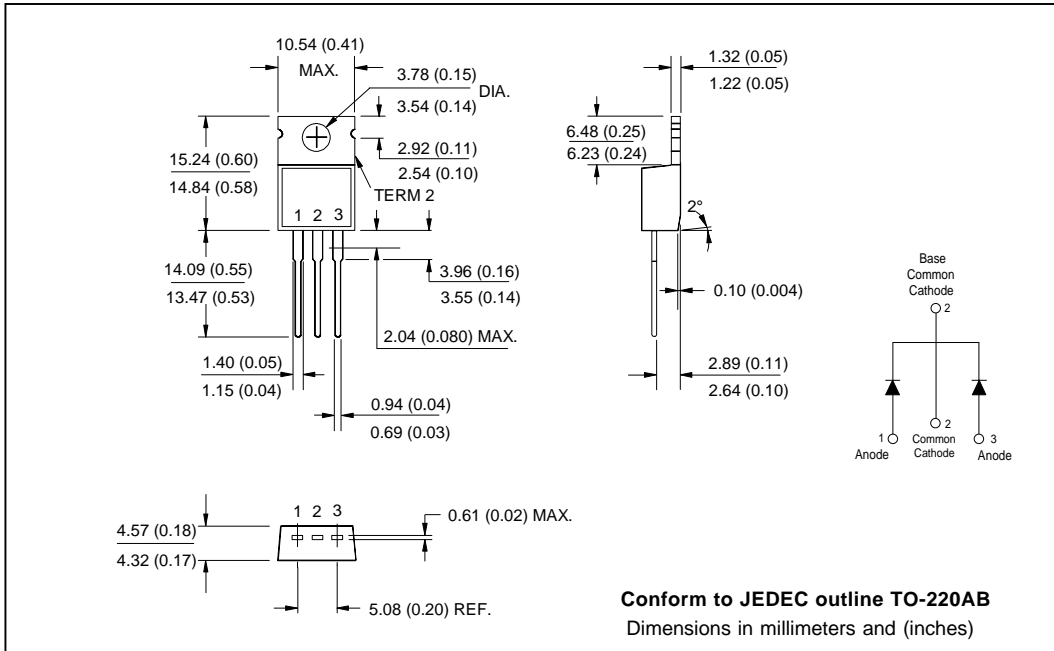 10.54 (0.41)
MAX.
3.78 (0.15)
3.54 (0.14)
DIA.
2.92 (0.11)
2.54 (0.10)
TERM 2
15.24 (0.60)
14.84 (0.58)
1 2 3
14.09 (0.55)
13.47 (0.53)
3.96 (0.16)
3.55 (0.14)
2.04 (0.080) MAX.
1.40 (0.05)
1.15 (0.04)
0.94 (0.04)
0.69 (0.03)
1.32 (0.05)
1.22 (0.05)
6.48 (0.25)
6.23 (0.24)
2°
0.10 (0.004)
2.89 (0.11)
2.64 (0.10)
Base
Common
Cathode
2
2
1
Anode
Common
Cathode
3
Anode
1 2 3
4.57 (0.18)
4.32 (0.17)
0.61 (0.02) MAX.
5.08 (0.20) REF.
Conform to JEDEC outline TO-220AB
Dimensions in millimeters and (inches)